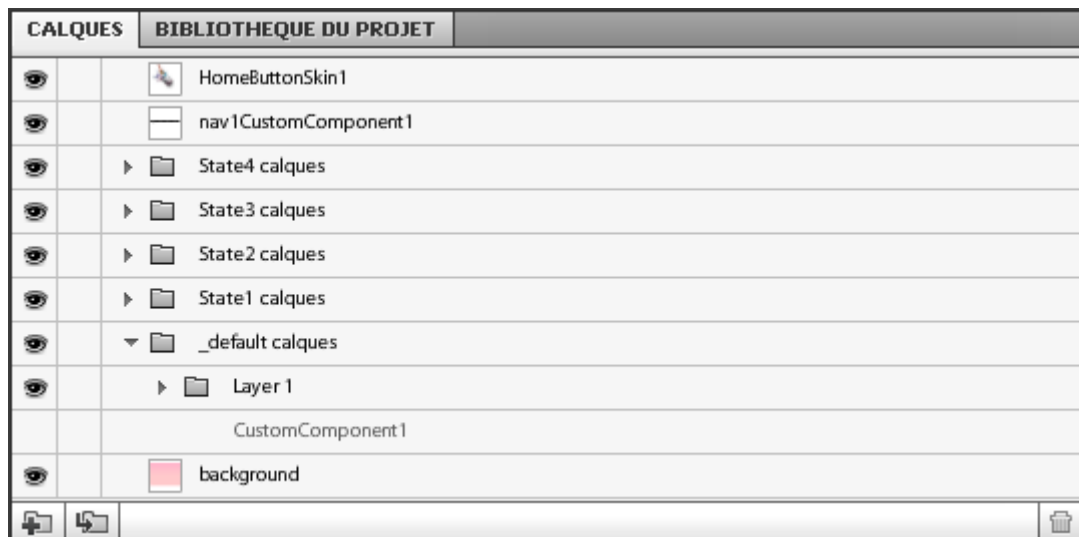 CALQUES BIBLIOTHEQUE DU PROJET
HomeButtonSkin1
nav1CustomComponent1
State4 calques
State3 calques
State2 calques
State1 calques
_default calques
Layer 1
CustomComponent1
background